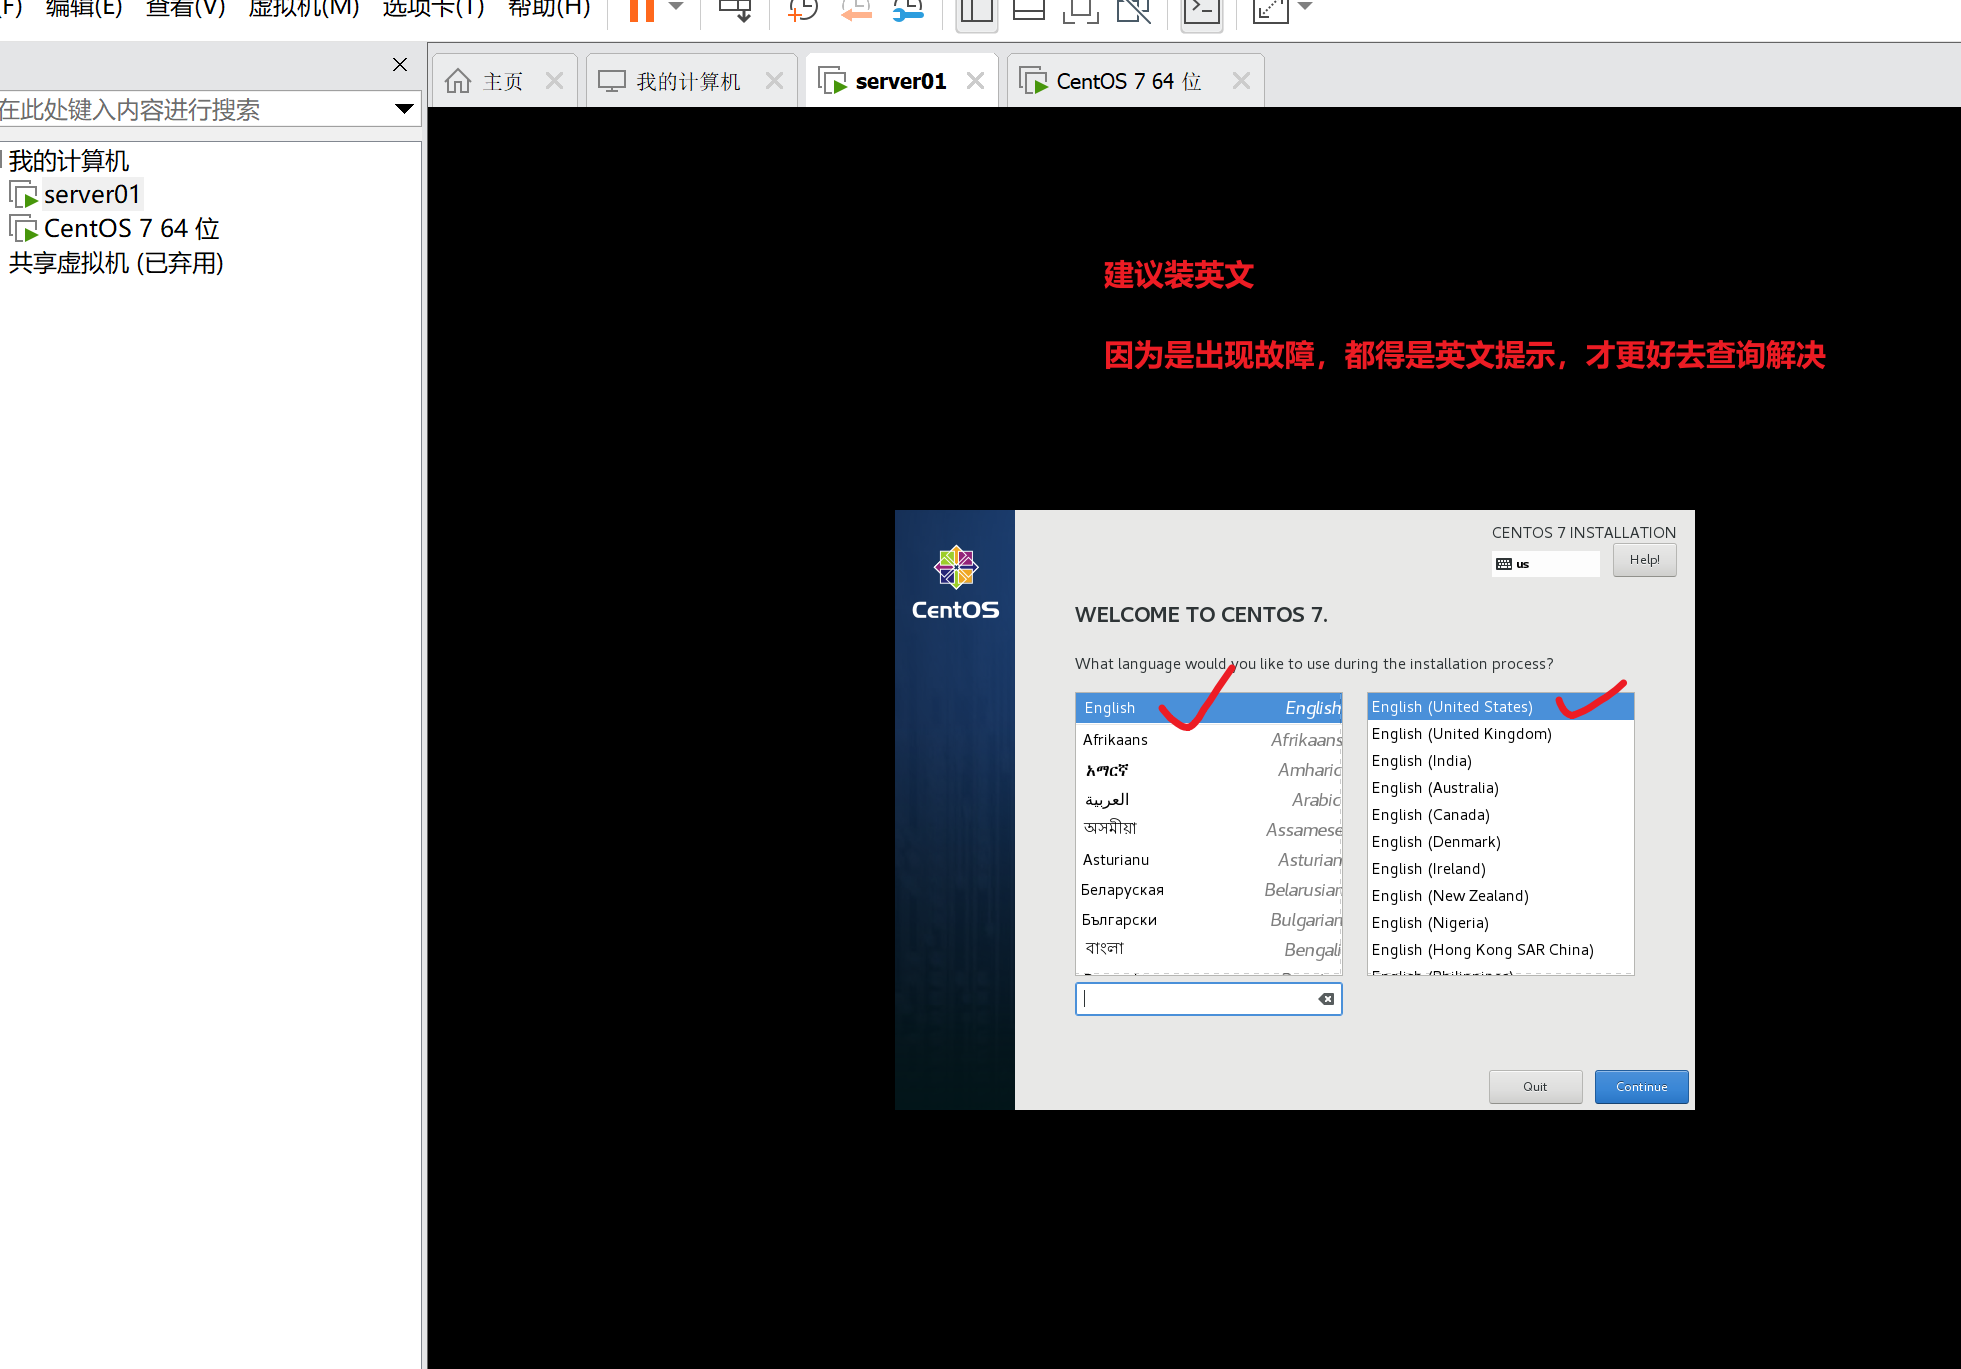 编辑(E) 查看(V) 虚拟机(M) 选项卡(T) 帮助(H)
主页
我的计算机
server01
CentOS 7 64 位
在此处键入内容进行搜索
我的计算机
server01
CentOS 7 64 位
共享虚拟机 (已弃用)
建议装英文
因为是出现故障，都得是英文提示，才更好去查询解决
CentOS
CENTOS 7 INSTALLATION
us
Help!
WELCOME TO CENTOS 7.
What language would you like to use during the installation process?
English English
Afrikaans Afrikaans
አማርኛ Amharic
العربية Arabic
অসমীয়া Assamese
Asturianu Asturian
Беларуская Belarusian
Български Bulgarian
বাংলা Bengali
English (United States)
English (United Kingdom)
English (India)
English (Australia)
English (Canada)
English (Denmark)
English (Ireland)
English (New Zealand)
English (Nigeria)
English (Hong Kong SAR China)
English (Philippines)
Quit
Continue